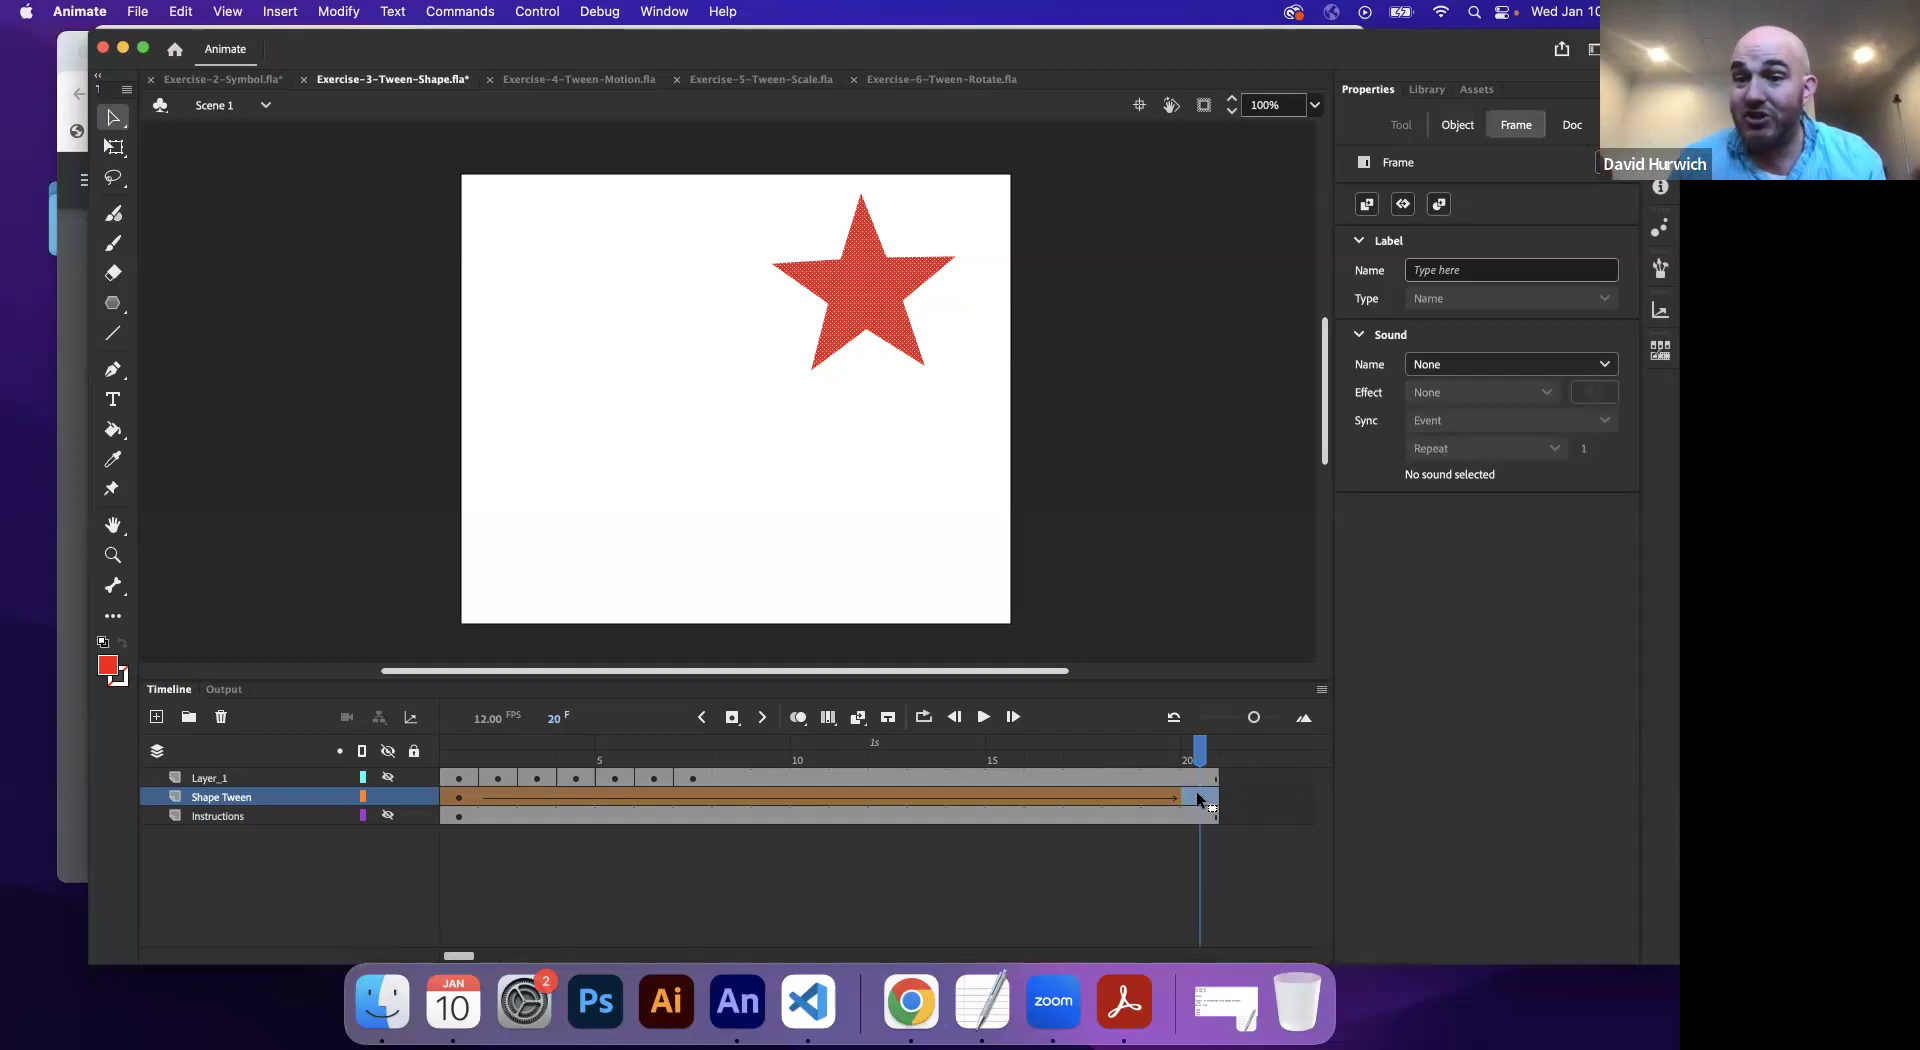 Animate File Edit View Insert Modify Text Commands Control Debug Window Help Wed Jan 10
Animate
Exercise-2-Symbol.fla* Exercise-3-Tween-Shape.fla* Exercise-4-Tween-Motion.fla Exercise-5-Tween-Scale.fla Exercise-6-Tween-Rotate.fla
Scene 1 100%
Properties Library Assets
Tool Object Frame Doc
Frame
David Hurwich
Label
Name Type here
Type Name
Sound
Name None
Effect None
Sync Event
Repeat 1
No sound selected
Timeline Output
12.00 FPS 20 F
1s
5 10 15 20
Layer_1
Shape Tween
Instructions
JAN
10
2
Ps
Ai
An
zoom